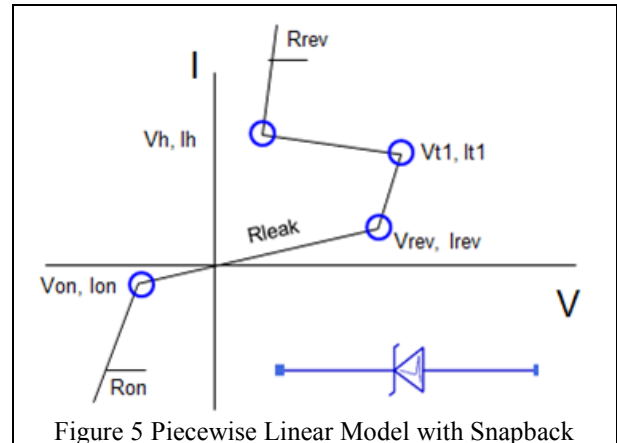 Rrev
I
Vh, Ih
Vt1, It1
Rleak
Vrev, Irev
Von, Ion
V
Ron
Figure 5 Piecewise Linear Model with Snapback